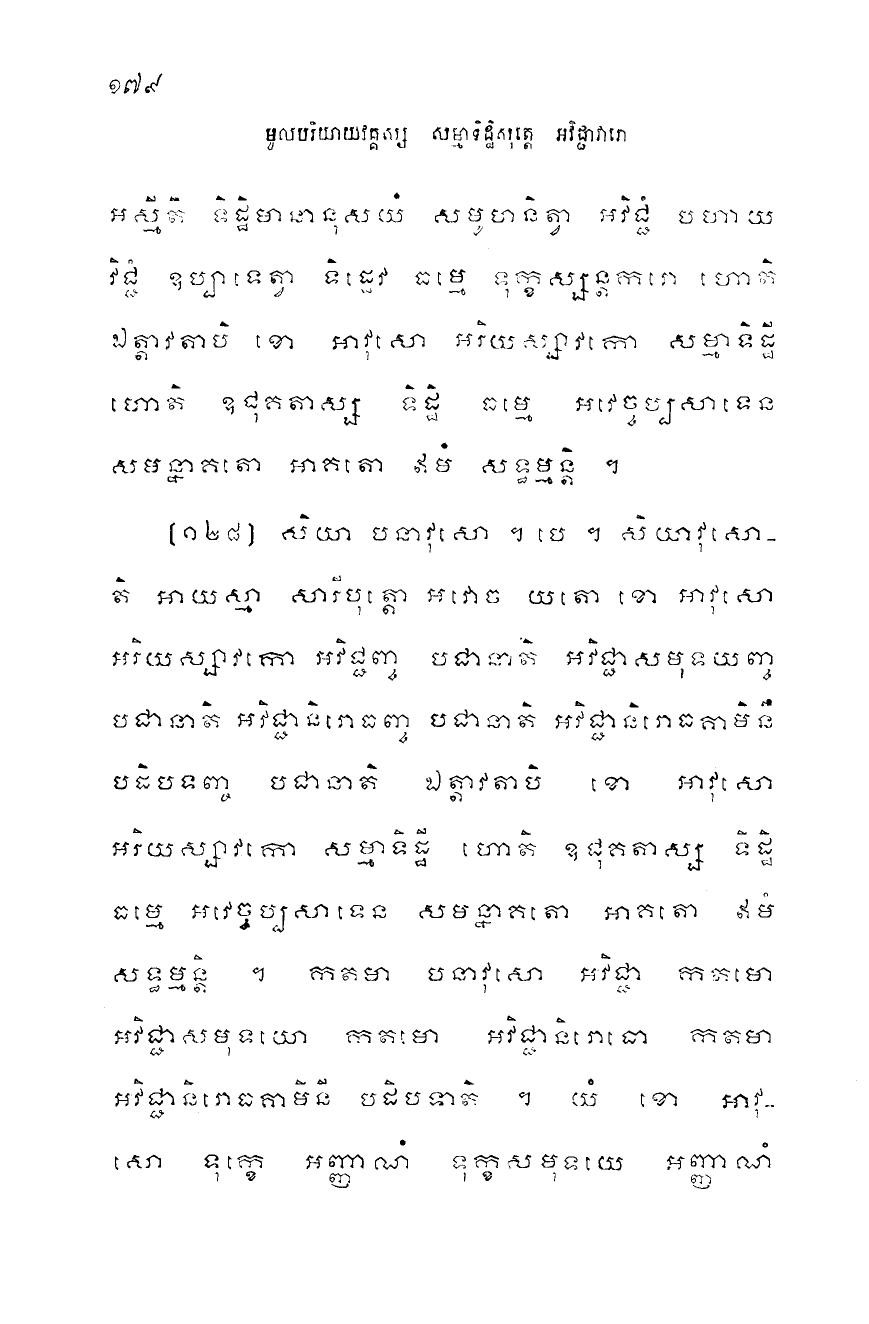 ១៧៩
មូលបរិយាយវគ្គស្ស សម្មាទិដ្ឋិសុត្តេ អវិជ្ជាវារោ
អស្មីតិ ទិដ្ឋិមានានុសយំ សមូហនិត្វា អវិជ្ជំ បហាយ
វិជ្ជំ ឧប្បាទេត្វា ទិដ្ឋេវ ធម្មេ ទុក្ខស្សន្តករោ ហោតិ
ឯត្តាវតាបិ ខោ អាវុសោ អរិយស្សាវកោ សម្មាទិដ្ឋី
ហោតិ ឧជុគតាស្ស ទិដ្ឋិ ធម្មេ អវេច្ចប្បសាទេន
សមន្នាគតោ អាគតោ ឥមំ សទ្ធម្មន្តិ ។
[១២៨] សិយា បនាវុសោ ។ បេ ។ សិយាវុសោ-
តិ អាយស្មា សារីបុត្តោ អវោច យតោ ខោ អាវុសោ
អរិយស្សាវកោ អវិជ្ជញ្ច បជានាតិ អវិជ្ជាសមុទយញ្ច
បជានាតិ អវិជ្ជានិរោធញ្ច បជានាតិ អវិជ្ជានិរោធគាមិនឹ
បដិបទញ្ច បជានាតិ ឯត្តាវតាបិ ខោ អាវុសោ
អរិយស្សាវកោ សម្មាទិដ្ឋី ហោតិ ឧជុគតាស្ស ទិដ្ឋិ
ធម្មេ អវេច្ចប្បសាទេន សមន្នាគតោ អាគតោ ឥមំ
សទ្ធម្មន្តិ ។ កតមា បនាវុសោ អវិជ្ជា កតមោ
អវិជ្ជាសមុទយោ កតមោ អវិជ្ជានិរោធោ កតមា
អវិជ្ជានិរោធគាមិនី បដិបទាតិ ។ យំ ខោ អាវុ-
សោ ទុក្ខេ អញ្ញាណំ ទុក្ខសមុទយេ អញ្ញាណំ